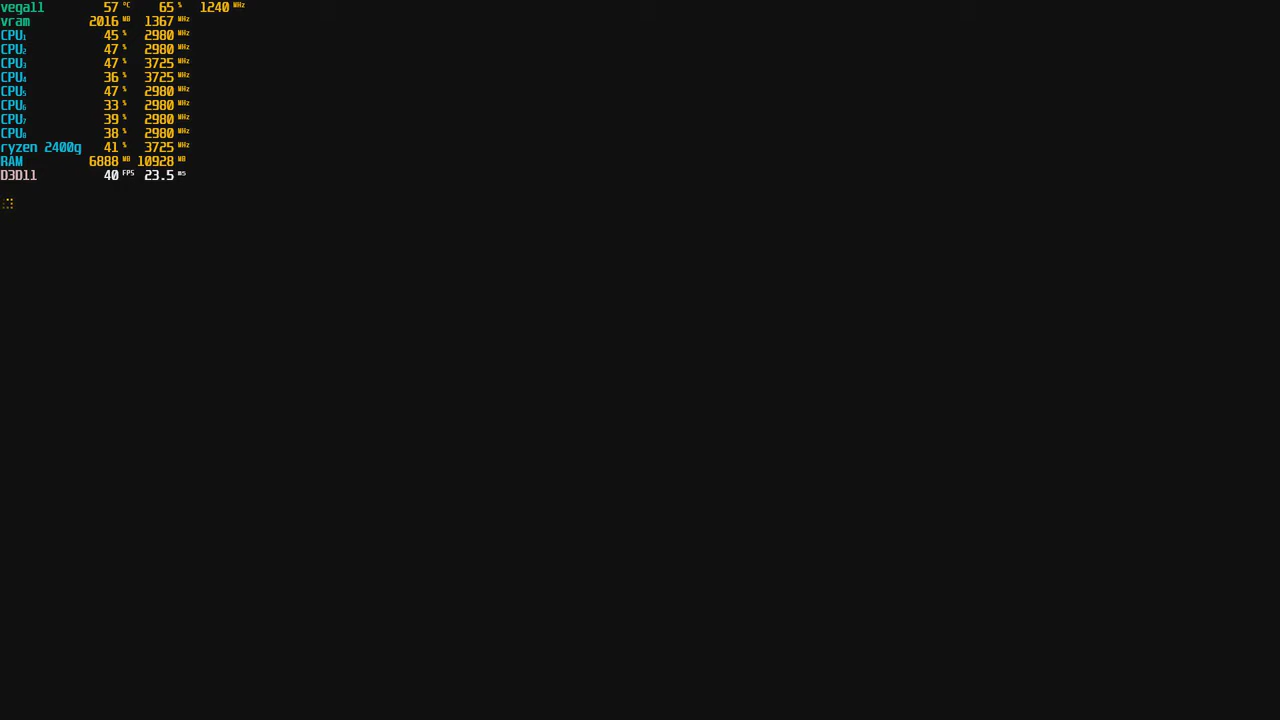 vega11 57 °C 65 % 1240 MHz
vram 2016 MB 1367 MHz
CPU1 45 % 2980 MHz
CPU2 47 % 2980 MHz
CPU3 47 % 3725 MHz
CPU4 36 % 3725 MHz
CPU5 47 % 2980 MHz
CPU6 33 % 2980 MHz
CPU7 39 % 2980 MHz
CPU8 38 % 2980 MHz
ryzen 2400g 41 % 3725 MHz
RAM 6888 MB 10928 MB
D3D11 40 FPS 23.5 ms